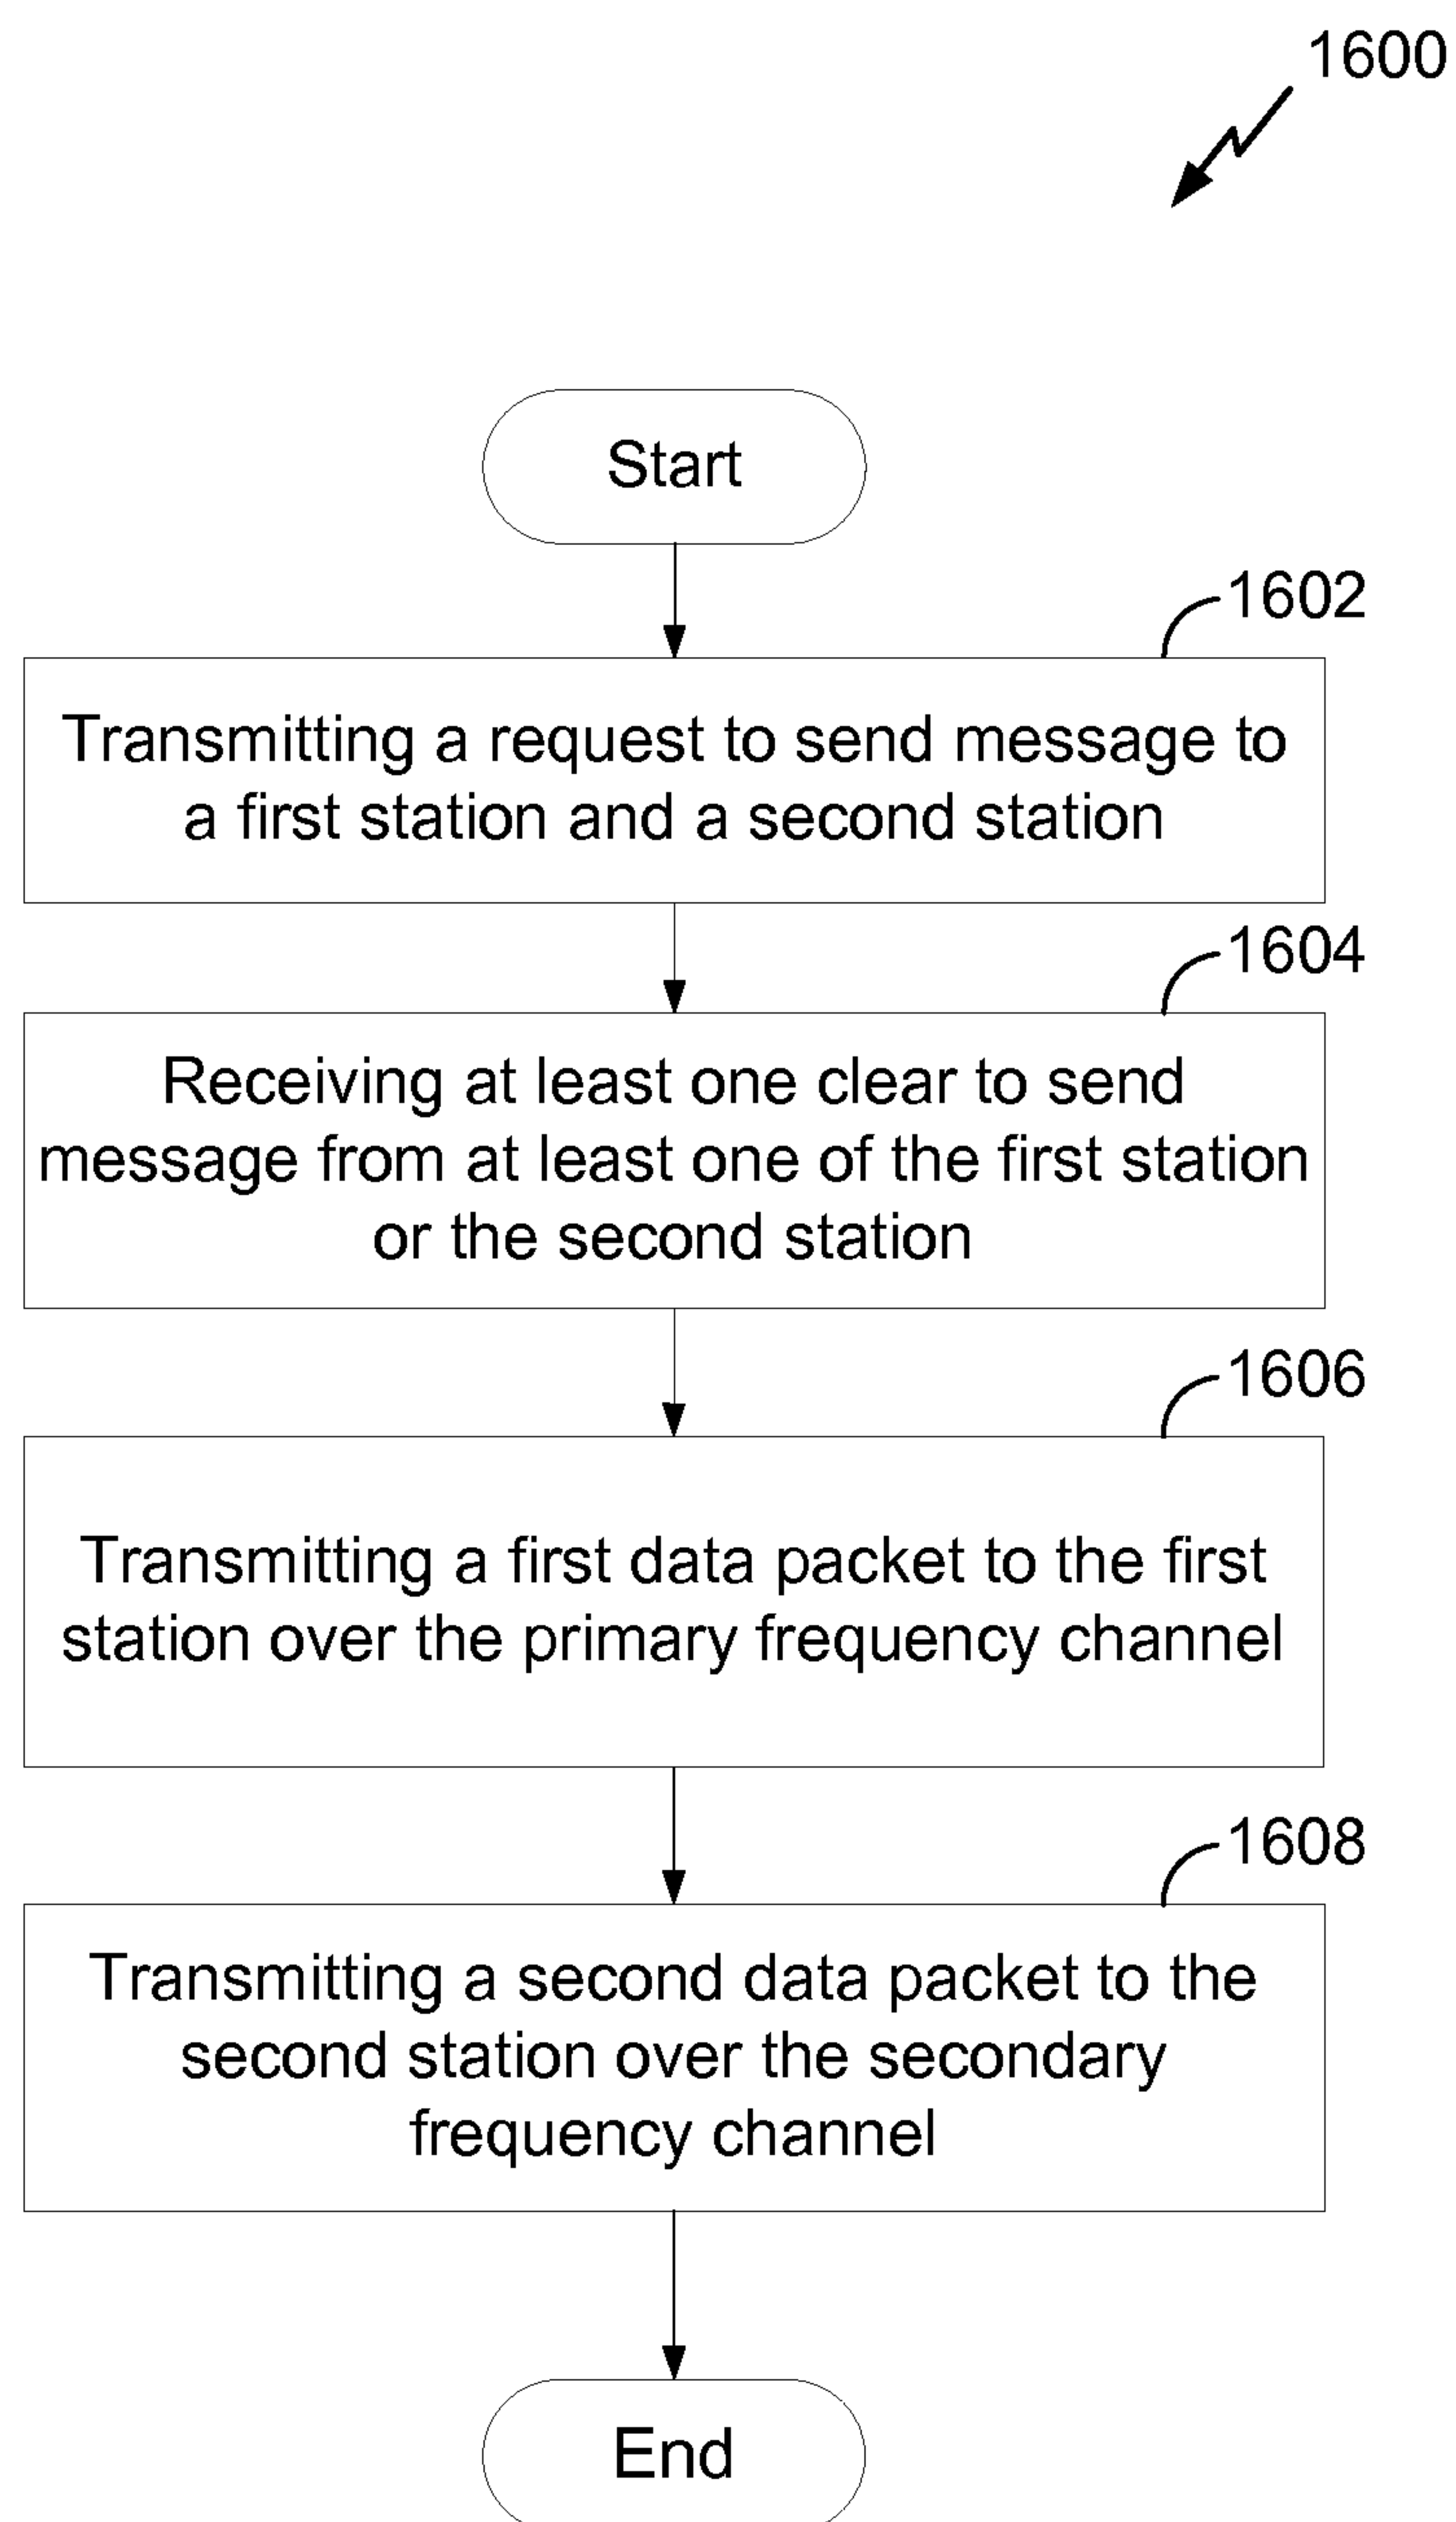 1600
Start
1602
Transmitting a request to send message to
a first station and a second station
1604
Receiving at least one clear to send
message from at least one of the first station
or the second station
1606
Transmitting a first data packet to the first
station over the primary frequency channel
1608
Transmitting a second data packet to the
second station over the secondary
frequency channel
End